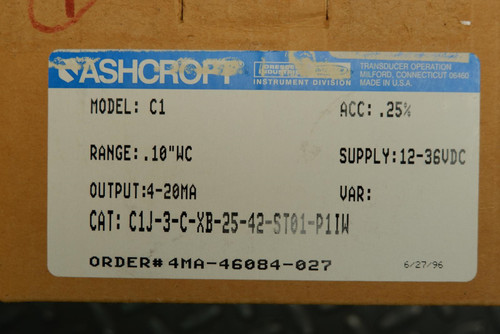 ASHCROFT
INSTRUMENT DIVISION
TRANSDUCER OPERATION
MILFORD, CONNECTICUT 06460
MADE IN U.S.A.
MODEL: C1
ACC: .25%
RANGE: .10"WC
SUPPLY: 12-36VDC
OUTPUT: 4-20MA
VAR:
CAT: C1J-3-C-XB-25-42-ST01-P1IW
ORDER# 4MA-46084-027
6/27/96